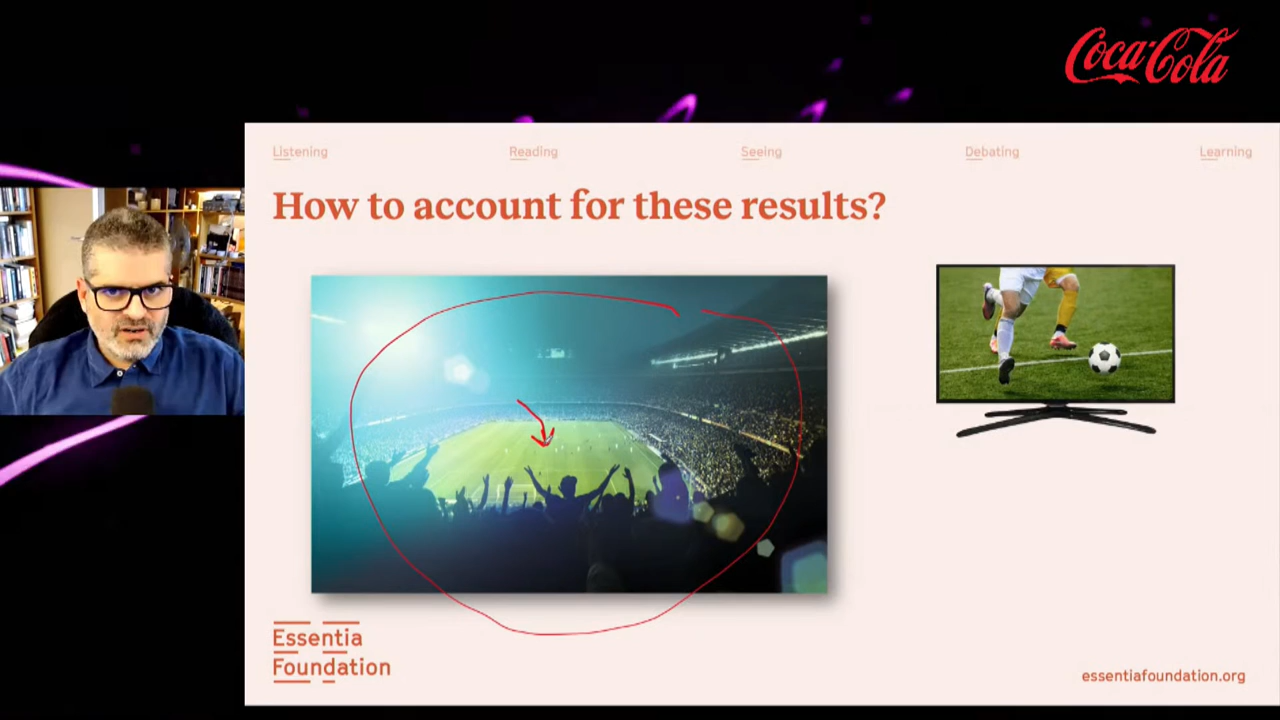 Coca-Cola
Listening
Reading
Seeing
Debating
Learning
How to account for these results?
Essentia
Foundation
essentiafoundation.org